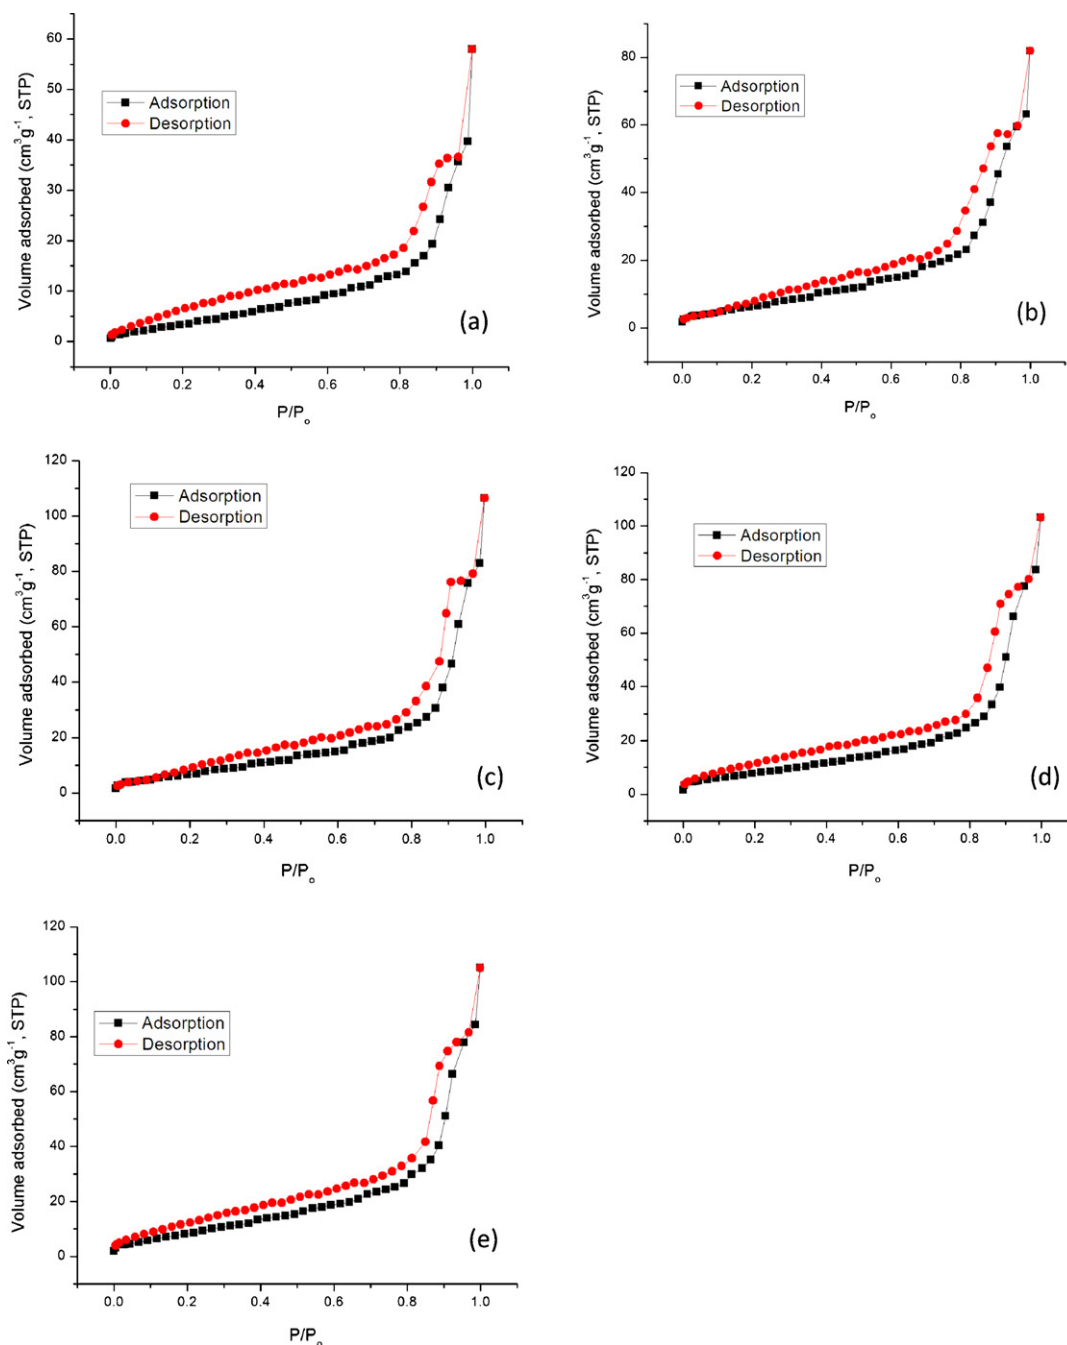 60
50
40
30
20
10
0
Volume adsorbed (cm³g⁻¹, STP)
Adsorption
Desorption
(a)
0.0 0.2 0.4 0.6 0.8 1.0
P/Pₒ
80
60
40
20
0
Volume adsorbed (cm³g⁻¹, STP)
Adsorption
Desorption
(b)
0.0 0.2 0.4 0.6 0.8 1.0
P/Pₒ
120
100
80
60
40
20
0
Volume adsorbed (cm³g⁻¹, STP)
Adsorption
Desorption
(c)
0.0 0.2 0.4 0.6 0.8 1.0
P/Pₒ
120
100
80
60
40
20
0
Volume adsorbed (cm³g⁻¹, STP)
Adsorption
Desorption
(d)
0.0 0.2 0.4 0.6 0.8 1.0
P/Pₒ
120
100
80
60
40
20
0
Volume adsorbed (cm³g⁻¹, STP)
Adsorption
Desorption
(e)
0.0 0.2 0.4 0.6 0.8 1.0
P/Pₒ